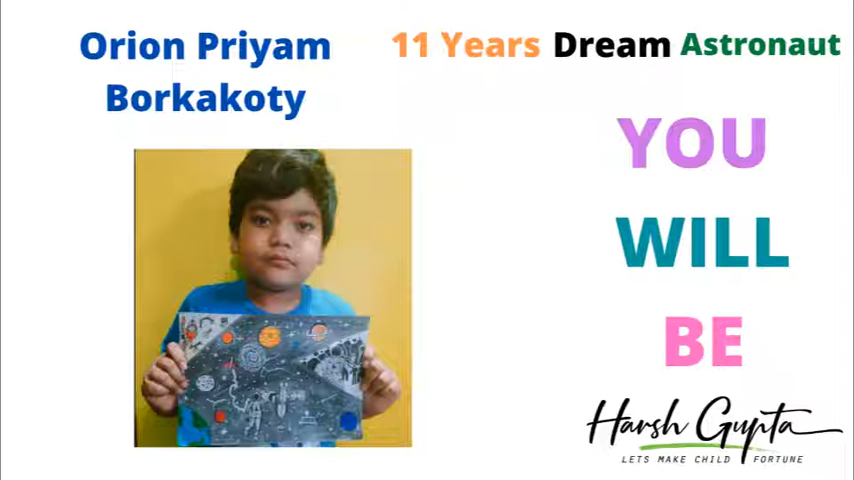 Orion Priyam
Borkakoty
11 Years Dream Astronaut
YOU
WILL
BE
Harsh Gupta
LETS MAKE CHILD FORTUNE